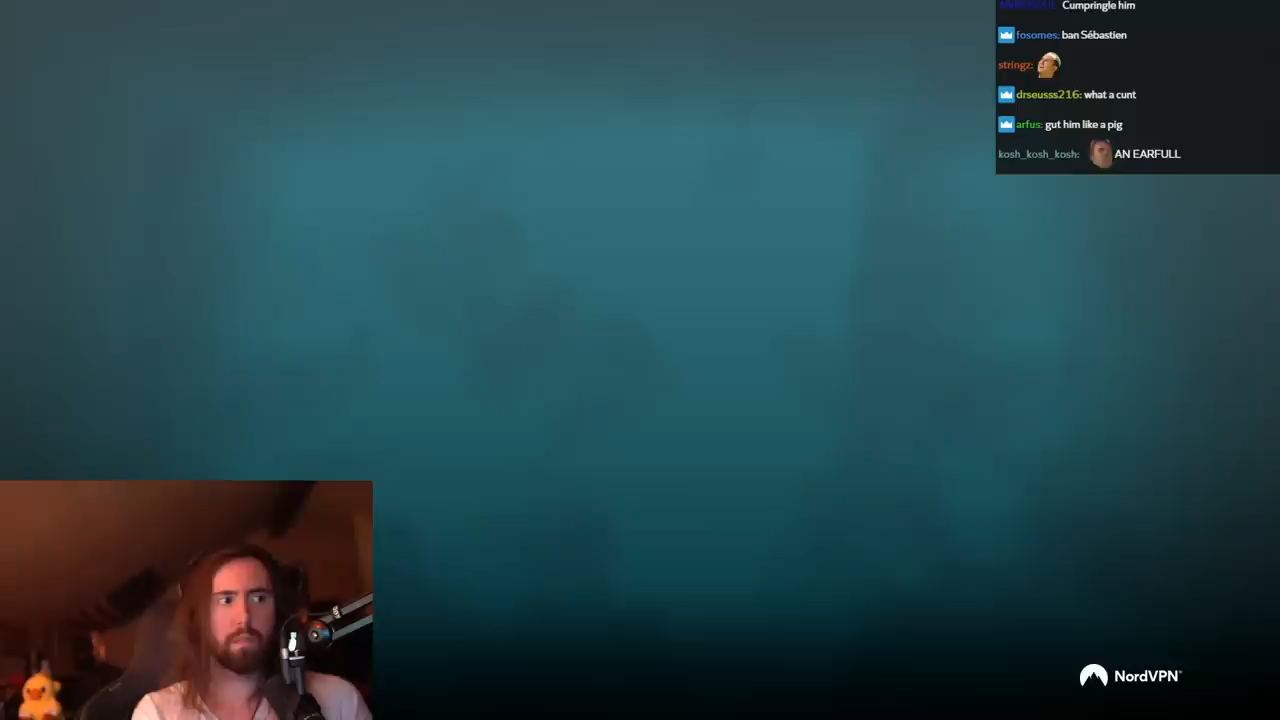 Cumpringle him
fosomes: ban Sébastien
stringz:
drseusss216: what a cunt
arfus: gut him like a pig
kosh_kosh_kosh: AN EARFULL
NordVPN